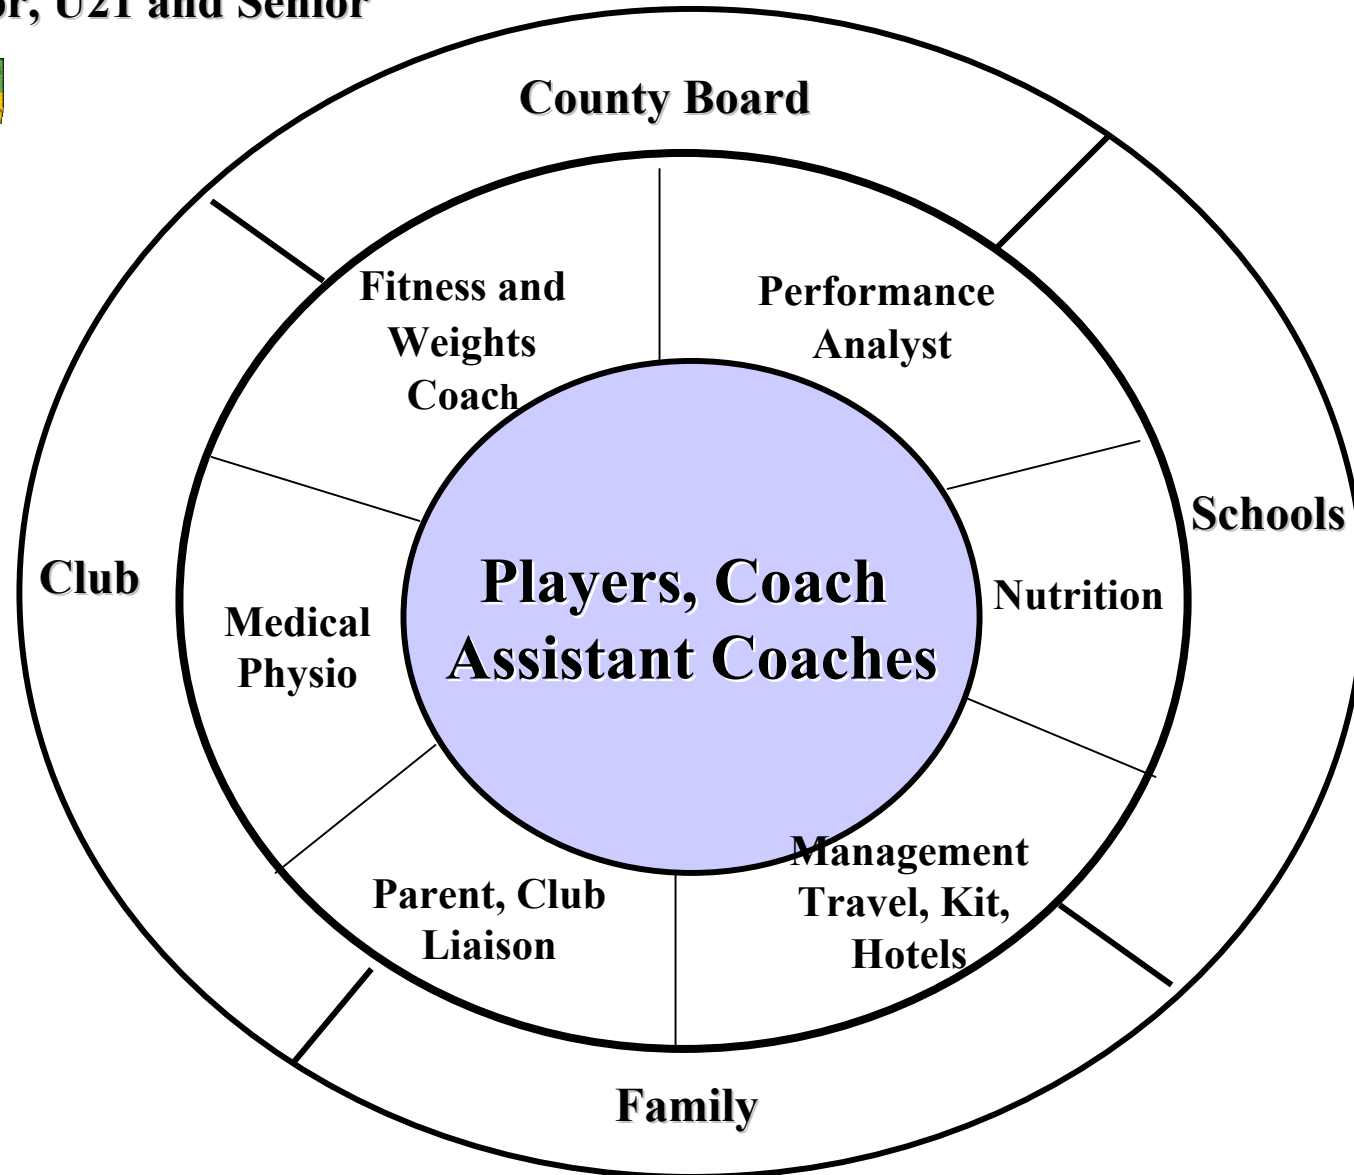 U21 and Senior
County Board
Fitness and
Weights
Coach
Performance
Analyst
Schools
Club
Players, Coach
Assistant Coaches
Nutrition
Medical
Physio
Management
Travel, Kit,
Hotels
Parent, Club
Liaison
Family